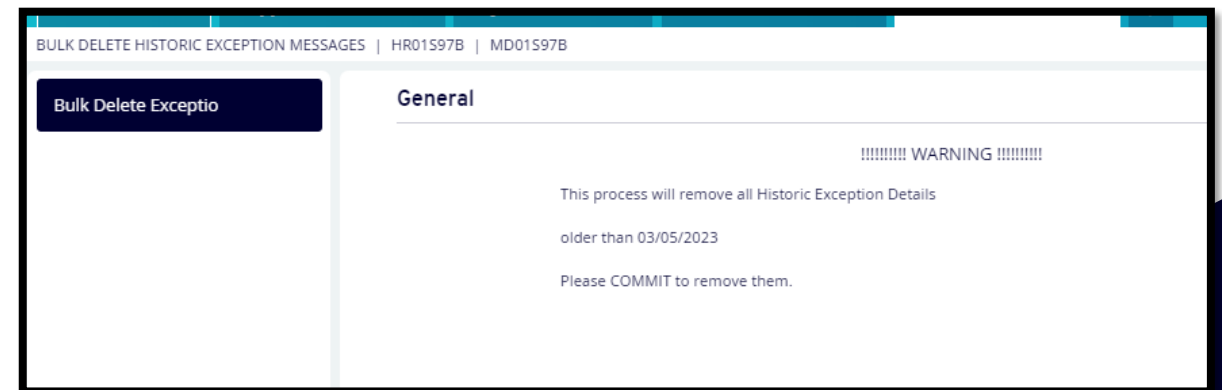 BULK DELETE HISTORIC EXCEPTION MESSAGES | HR01S97B | MD01S97B
Bulk Delete Exceptio
General
!!!!!!!!!! WARNING !!!!!!!!!!
This process will remove all Historic Exception Details
older than 03/05/2023
Please COMMIT to remove them.